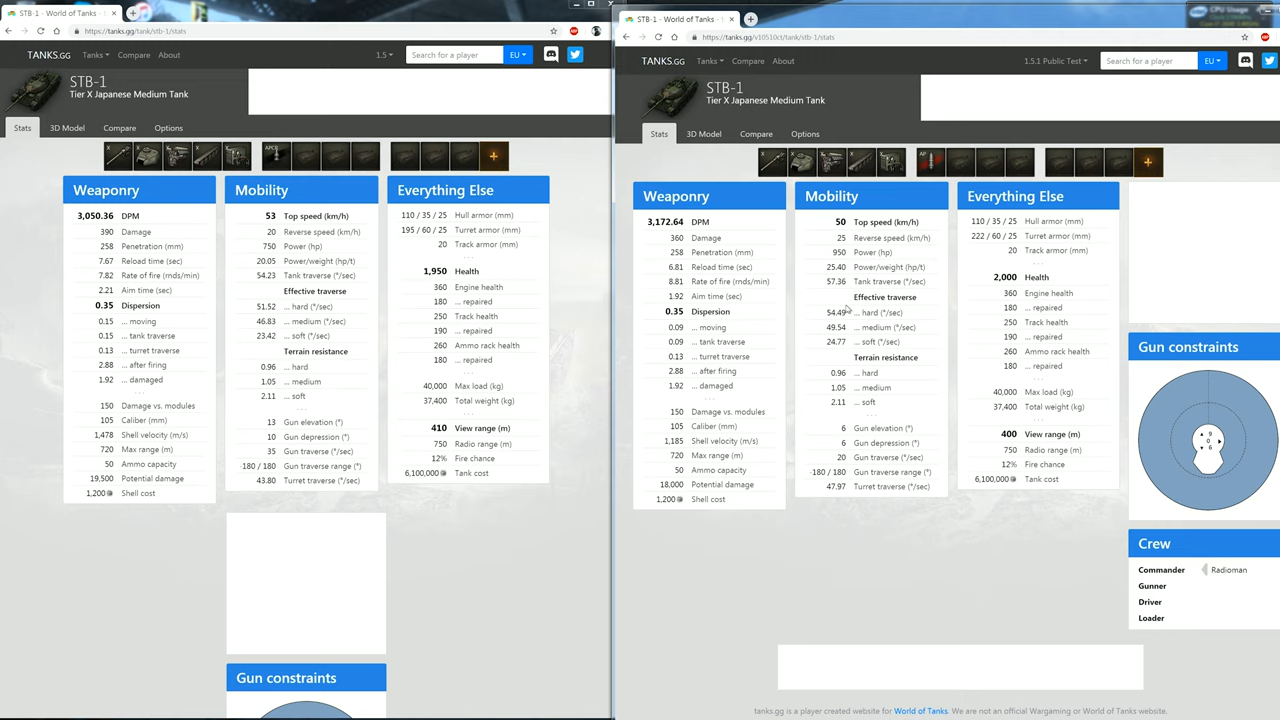 STB-1 - World of Tanks -
https://tanks.gg/tank/stb-1/stats
TANKS.GG Tanks Compare About 1.5 Search for a player EU
STB-1
Tier X Japanese Medium Tank
Stats 3D Model Compare Options
X X X X X APCR
Weaponry
3,050.36 DPM
390 Damage
258 Penetration (mm)
7.67 Reload time (sec)
7.82 Rate of fire (rnds/min)
2.21 Aim time (sec)
0.35 Dispersion
0.15 ... moving
0.15 ... tank traverse
0.13 ... turret traverse
2.88 ... after firing
1.92 ... damaged
...
150 Damage vs. modules
105 Caliber (mm)
1,478 Shell velocity (m/s)
720 Max range (m)
50 Ammo capacity
19,500 Potential damage
1,200 Shell cost
Mobility
53 Top speed (km/h)
20 Reverse speed (km/h)
750 Power (hp)
20.05 Power/weight (hp/t)
54.23 Tank traverse (°/sec)
Effective traverse
51.52 ... hard (°/sec)
46.83 ... medium (°/sec)
23.42 ... soft (°/sec)
Terrain resistance
0.96 ... hard
1.05 ... medium
2.11 ... soft
...
13 Gun elevation (°)
10 Gun depression (°)
35 Gun traverse (°/sec)
-180 / 180 Gun traverse range (°)
43.80 Turret traverse (°/sec)
Everything Else
110 / 35 / 25 Hull armor (mm)
195 / 60 / 25 Turret armor (mm)
20 Track armor (mm)
...
1,950 Health
360 Engine health
180 ... repaired
250 Track health
190 ... repaired
260 Ammo rack health
180 ... repaired
...
40,000 Max load (kg)
37,400 Total weight (kg)
...
410 View range (m)
750 Radio range (m)
12% Fire chance
6,100,000 Tank cost
Gun constraints
CPU Usage
STB-1 - World of Tanks -
https://tanks.gg/v10510ct/tank/stb-1/stats
TANKS.GG Tanks Compare About 1.5.1 Public Test Search for a player EU
STB-1
Tier X Japanese Medium Tank
Stats 3D Model Compare Options
X X X X X AP
Weaponry
3,172.64 DPM
360 Damage
258 Penetration (mm)
6.81 Reload time (sec)
8.81 Rate of fire (rnds/min)
1.92 Aim time (sec)
0.35 Dispersion
0.09 ... moving
0.09 ... tank traverse
0.13 ... turret traverse
2.88 ... after firing
1.92 ... damaged
...
150 Damage vs. modules
105 Caliber (mm)
1,185 Shell velocity (m/s)
720 Max range (m)
50 Ammo capacity
18,000 Potential damage
1,200 Shell cost
Mobility
50 Top speed (km/h)
25 Reverse speed (km/h)
950 Power (hp)
25.40 Power/weight (hp/t)
57.36 Tank traverse (°/sec)
Effective traverse
54.49 ... hard (°/sec)
49.54 ... medium (°/sec)
24.77 ... soft (°/sec)
Terrain resistance
0.96 ... hard
1.05 ... medium
2.11 ... soft
...
6 Gun elevation (°)
6 Gun depression (°)
20 Gun traverse (°/sec)
-180 / 180 Gun traverse range (°)
47.97 Turret traverse (°/sec)
Everything Else
110 / 35 / 25 Hull armor (mm)
222 / 60 / 25 Turret armor (mm)
20 Track armor (mm)
...
2,000 Health
360 Engine health
180 ... repaired
250 Track health
190 ... repaired
260 Ammo rack health
180 ... repaired
...
40,000 Max load (kg)
37,400 Total weight (kg)
...
400 View range (m)
750 Radio range (m)
12% Fire chance
6,100,000 Tank cost
Gun constraints
9
0
6
Crew
Commander Radioman
Gunner
Driver
Loader
tanks.gg is a player created website for World of Tanks. We are not an official Wargaming or World of Tanks website.